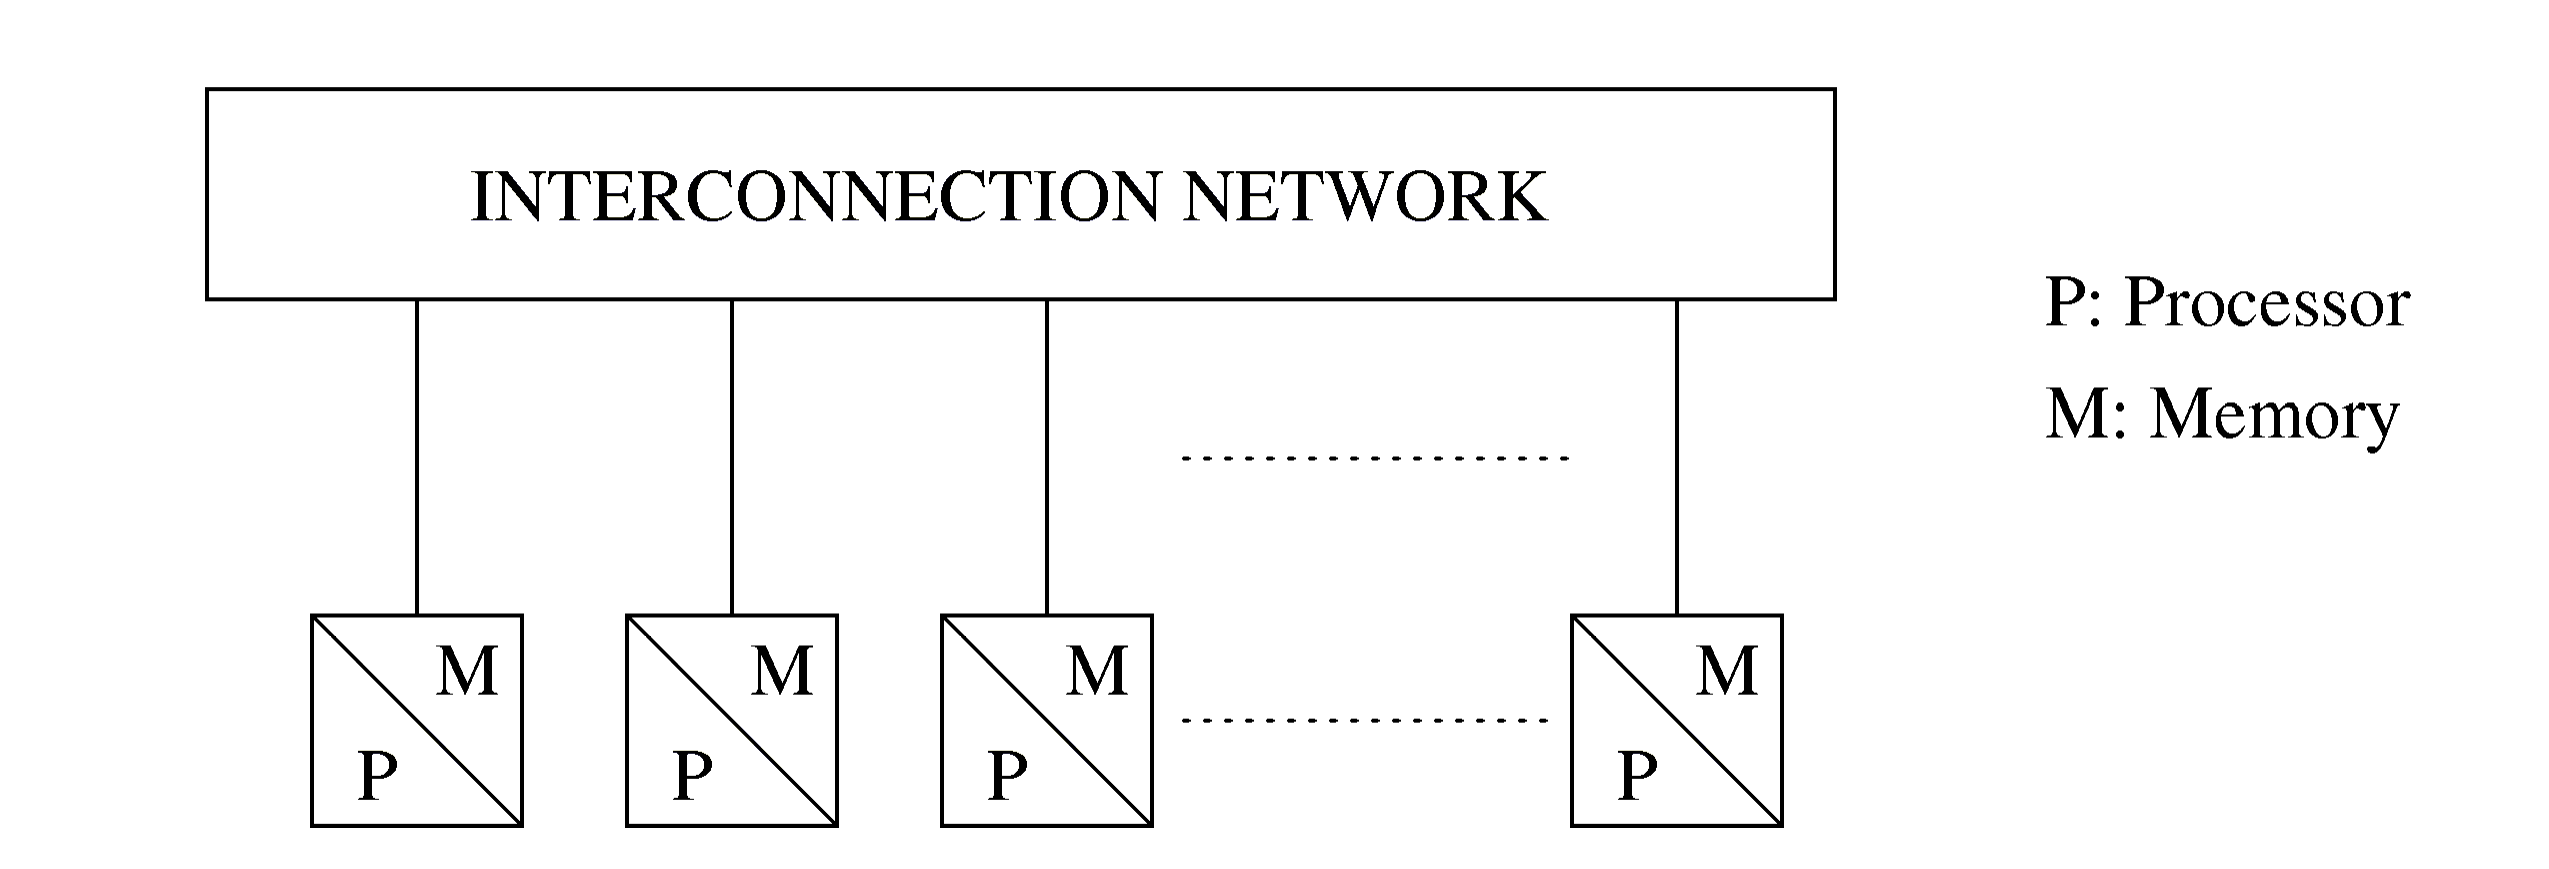 INTERCONNECTION NETWORK
P: Processor
M: Memory
M M M M
P P P P